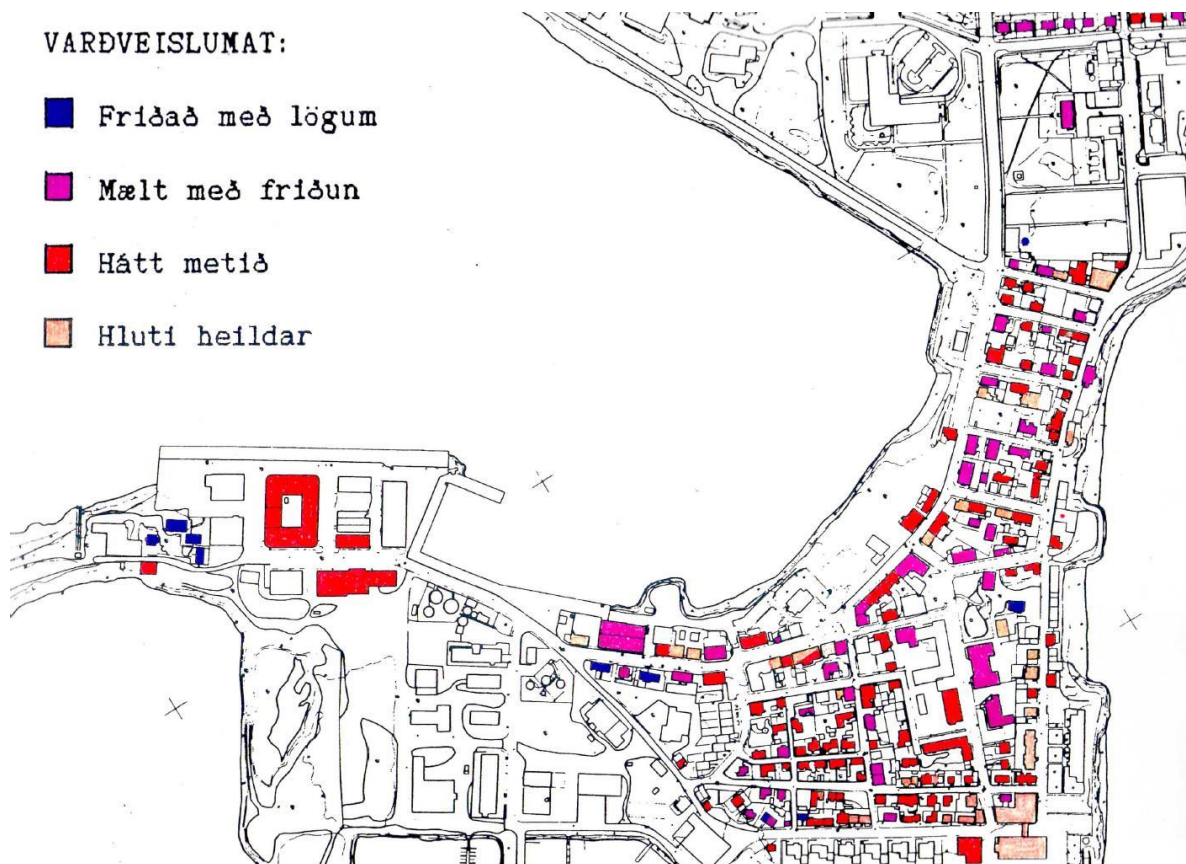 VARÐVEISLUMAT:
Friðað með lögum
Mælt með friðun
Hátt metið
Hluti heildar